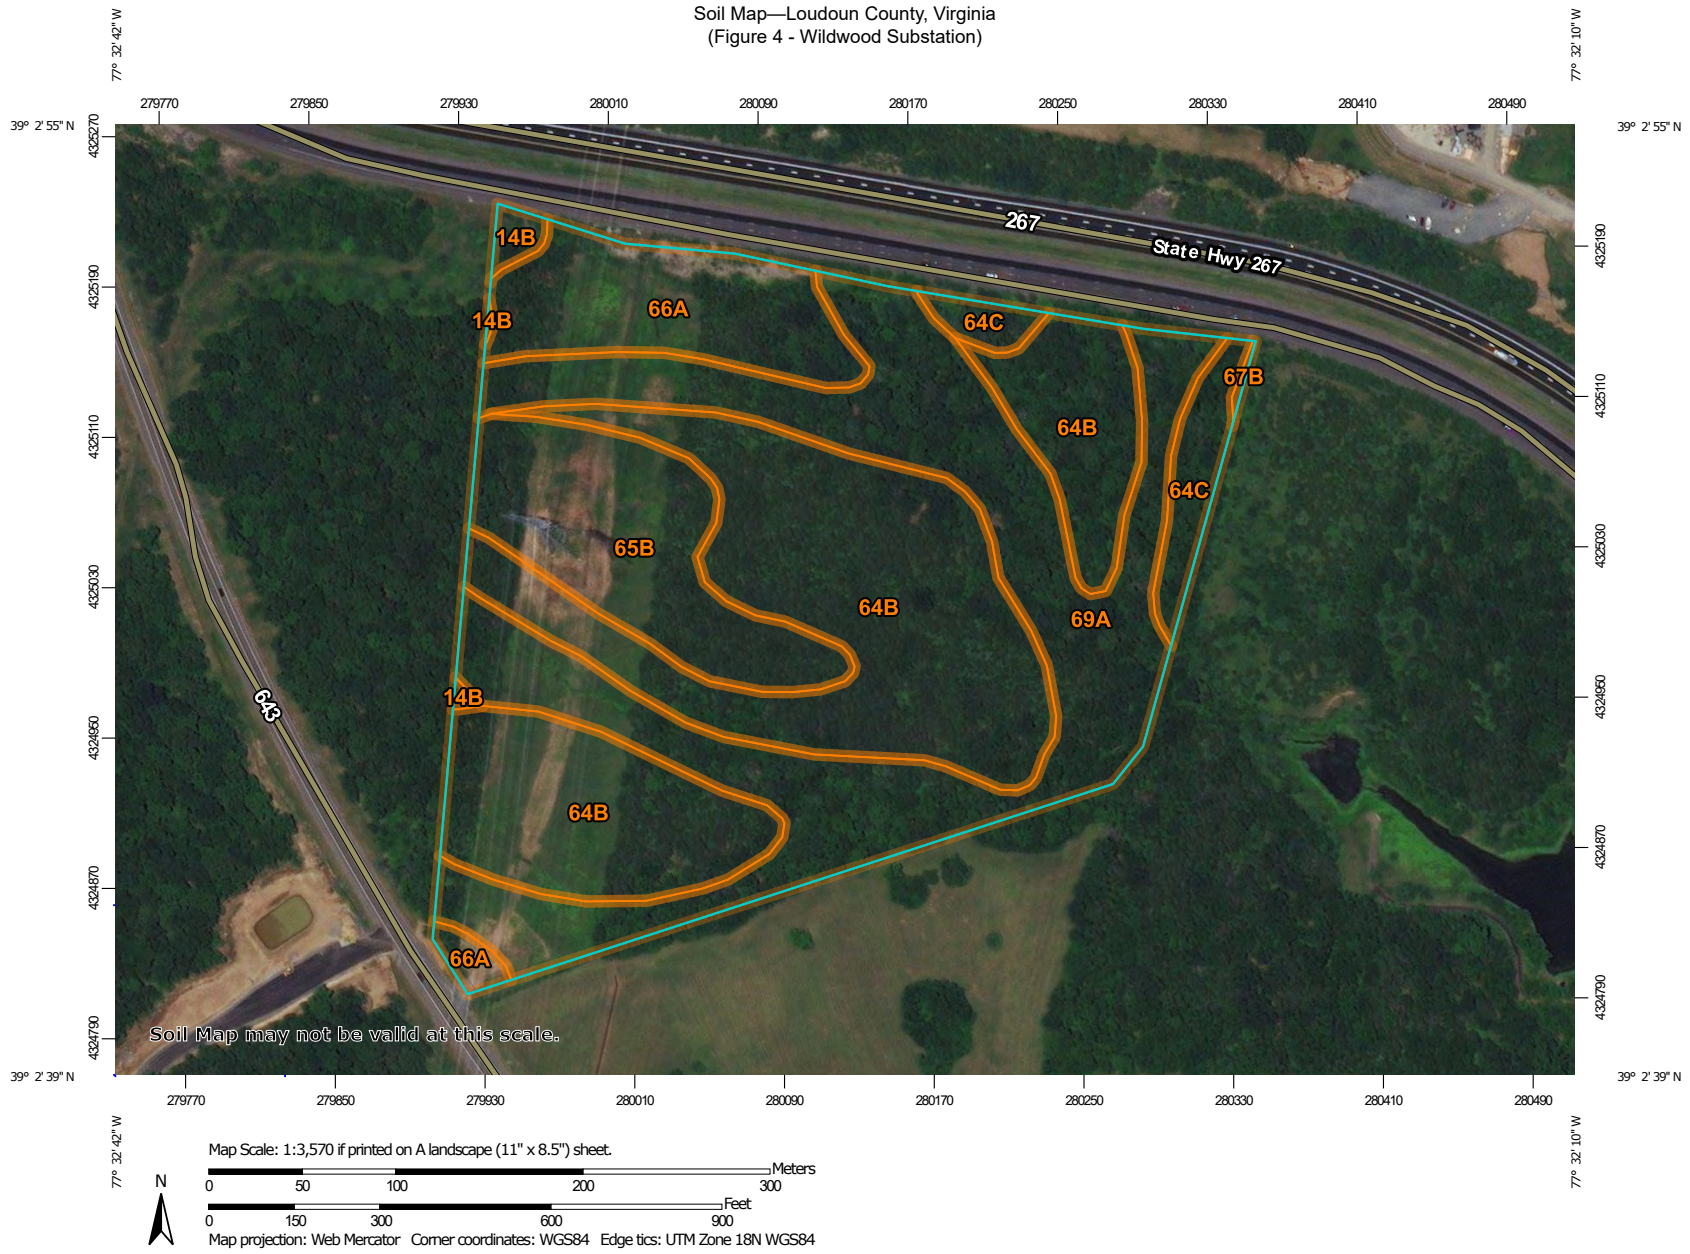 Soil Map—Loudoun County, Virginia
(Figure 4 - Wildwood Substation)
77° 32' 42" W
77° 32' 10" W
279770 279850 279930 280010 280090 280170 280250 280330 280410 280490
39° 2' 55" N
39° 2' 55" N
4325270
4325190
4325110
4325030
4324950
4324870
4324790
4325190
4325110
4325030
4324950
4324870
4324790
267
State Hwy 267
14B
14B
66A
64C
67B
64B
64C
65B
64B
69A
14B
643
64B
66A
Soil Map may not be valid at this scale.
39° 2' 39" N
39° 2' 39" N
279770 279850 279930 280010 280090 280170 280250 280330 280410 280490
77° 32' 42" W
77° 32' 10" W
Map Scale: 1:3,570 if printed on A landscape (11" x 8.5") sheet.
Meters
0 50 100 200 300
Feet
0 150 300 600 900
N
Map projection: Web Mercator Corner coordinates: WGS84 Edge tics: UTM Zone 18N WGS84